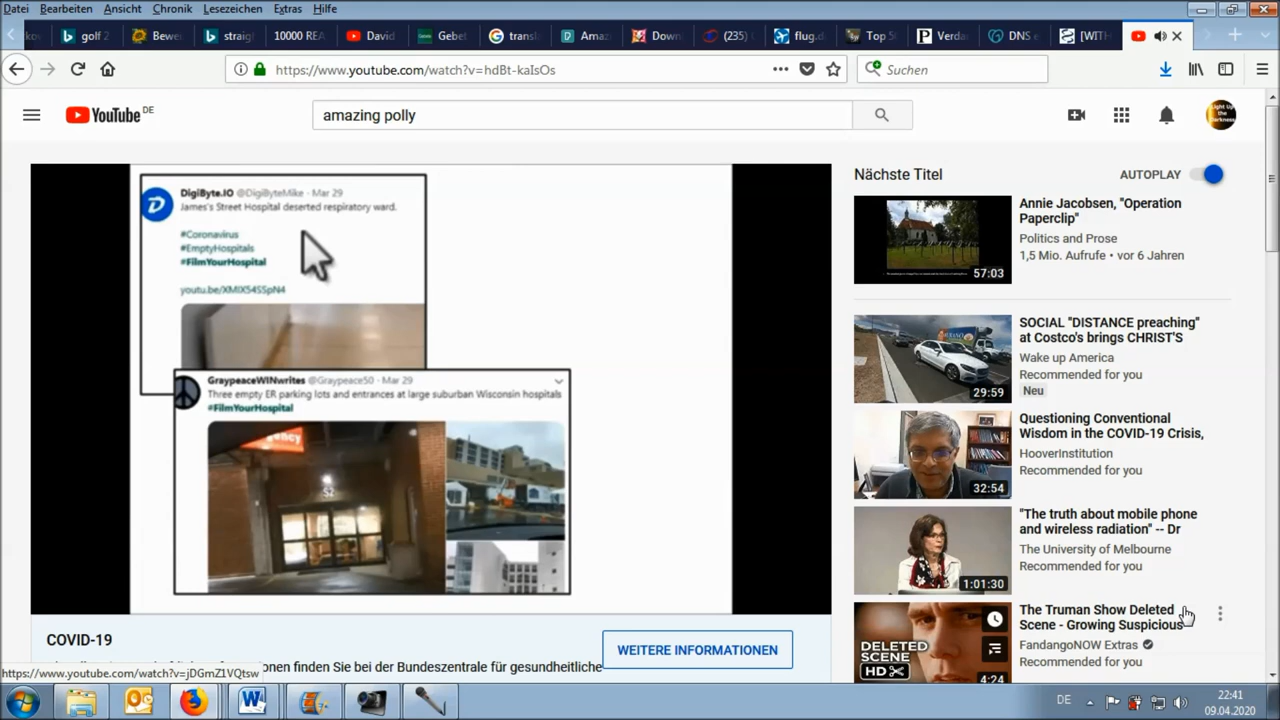 Datei Bearbeiten Ansicht Chronik Lesezeichen Extras Hilfe
golf 2 Bewer straigl 10000 REA David Gebet transl Amaz Down (235) flug.d Top S Verda DNS [WITH
https://www.youtube.com/watch?v=hdBt-kaIsOs
Suchen
YouTube DE
amazing polly
Light Up the Darkness
DigiByte.IO @DigiByteMike · Mar 29
James's Street Hospital deserted respiratory ward.
#Coronavirus
#EmptyHospitals
#FilmYourHospital
youtu.be/XMIX54SSpN4
GraypeaceWINwrites @Graypeace50 · Mar 29
Three empty ER parking lots and entrances at large suburban Wisconsin hospitals
#FilmYourHospital
Nächste Titel
AUTOPLAY
57:03
Annie Jacobsen, "Operation
Paperclip"
Politics and Prose
1,5 Mio. Aufrufe • vor 6 Jahren
29:59
SOCIAL "DISTANCE preaching"
at Costco's brings CHRIST'S
Wake up America
Recommended for you
Neu
32:54
Questioning Conventional
Wisdom in the COVID-19 Crisis,
HooverInstitution
Recommended for you
1:01:30
"The truth about mobile phone
and wireless radiation" -- Dr
The University of Melbourne
Recommended for you
DELETED
SCENE
HD
4:24
The Truman Show Deleted
Scene - Growing Suspicious
FandangoNOW Extras
Recommended for you
COVID-19
finden Sie bei der Bundeszentrale für gesundheitliche
WEITERE INFORMATIONEN
https://www.youtube.com/watch?v=jDGmZ1VQtsw
DE
22:41
09.04.2020